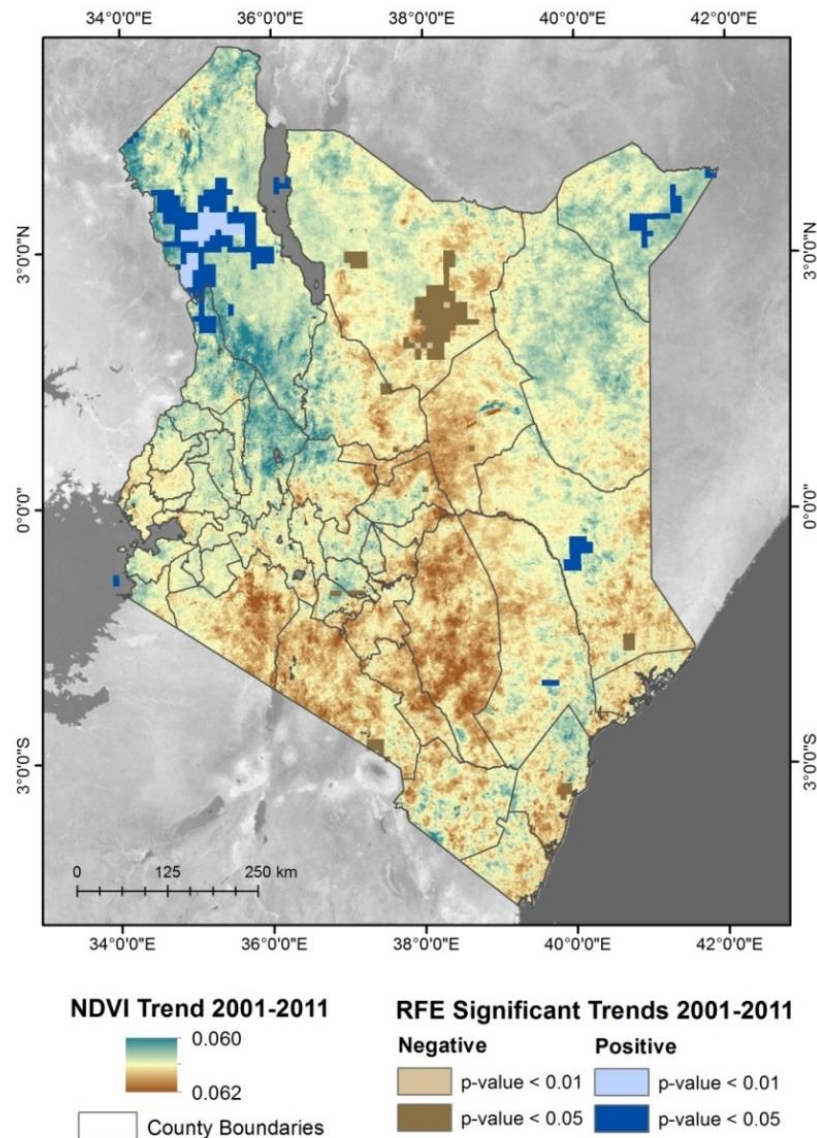 34°0'0"E 36°0'0"E 38°0'0"E 40°0'0"E 42°0'0"E
3°0'0"N 3°0'0"N
0°0'0" 0°0'0"
3°0'0"S 3°0'0"S
0 125 250 km
34°0'0"E 36°0'0"E 38°0'0"E 40°0'0"E 42°0'0"E
NDVI Trend 2001-2011
0.060
0.062
County Boundaries
RFE Significant Trends 2001-2011
Negative Positive
p-value < 0.01 p-value < 0.01
p-value < 0.05 p-value < 0.05